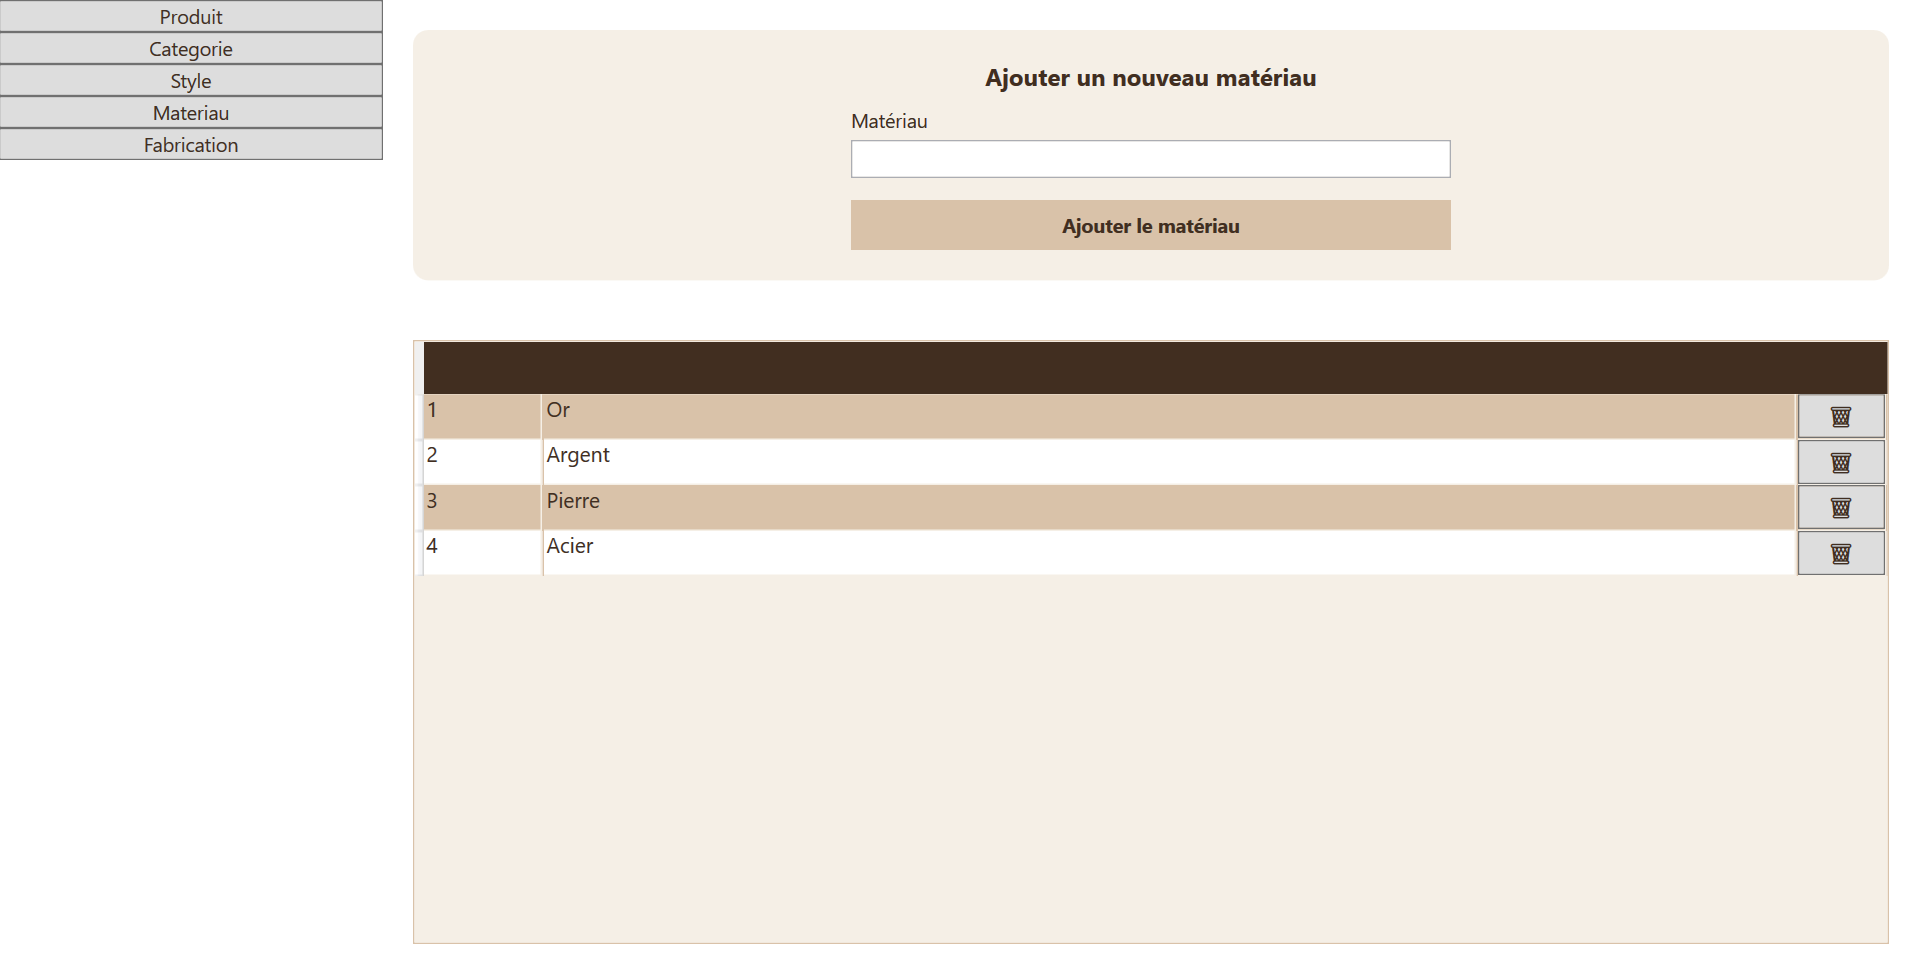 Produit
Categorie
Style
Materiau
Fabrication
Ajouter un nouveau matériau
Matériau
Ajouter le matériau
1 Or
2 Argent
3 Pierre
4 Acier